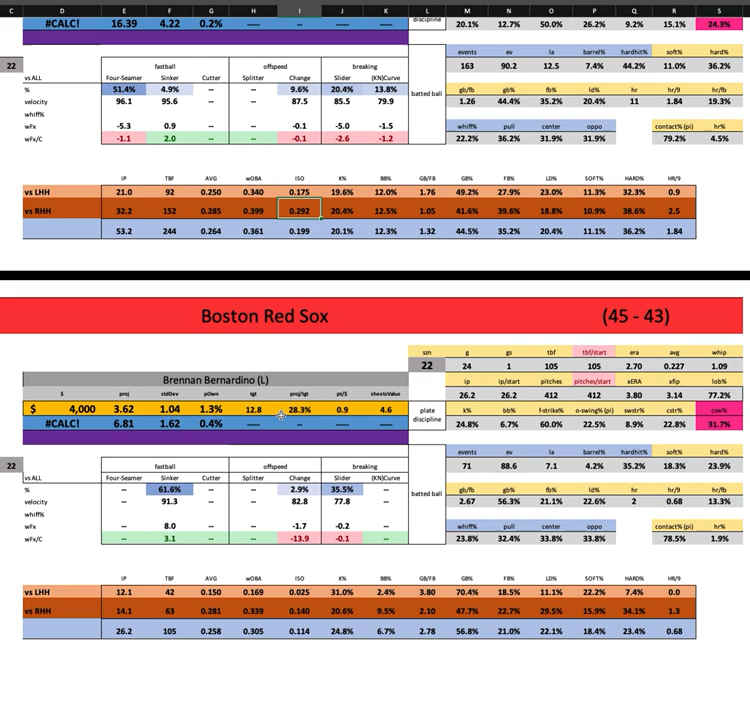 C D E F G H I J K L M N O P Q R S
#CALC! 16.39 4.22 0.2% ---- ---- ---- ---- ---- discipline 20.1% 12.7% 50.0% 26.2% 9.2% 15.1% 24.3%
events ev la barrel% hardhit% soft% hard%
22 fastball offspeed breaking 163 90.2 12.5 7.4% 44.2% 11.0% 36.2%
vs ALL Four-Seamer Sinker Cutter Splitter Change Slider (KN)Curve gb/fb gb% fb% ld% hr hr/9 hr/fb
% 51.4% 4.9% -- -- 9.6% 20.4% 13.8% batted ball 1.26 44.4% 35.2% 20.4% 11 1.84 19.3%
velocity 96.1 95.6 -- -- 87.5 85.5 79.9
whiff% whiff% pull center oppo contact% (pi) hr%
wFx -5.3 0.9 -- -- -0.1 -5.0 -1.5 22.2% 36.2% 31.9% 31.9% 79.2% 4.5%
wFx/C -1.1 2.0 -- -- -0.1 -2.6 -1.2
IP TBF AVG wOBA ISO K% BB% GB/FB GB% FB% LD% SOFT% HARD% HR/9
vs LHH 21.0 92 0.250 0.340 0.175 19.6% 12.0% 1.76 49.2% 27.9% 23.0% 11.3% 32.3% 0.9
vs RHH 32.2 152 0.285 0.399 0.292 20.4% 12.5% 1.05 41.6% 39.6% 18.8% 10.9% 38.6% 2.5
53.2 244 0.264 0.361 0.199 20.1% 12.3% 1.32 44.5% 35.2% 20.4% 11.1% 36.2% 1.84
Boston Red Sox (45 - 43)
szn g gs tbf tbf/start era avg whip
22 24 1 105 105 2.70 0.227 1.09
Brennan Bernardino (L) ip ip/start pitches pitches/start xERA xfip lob%
$ proj stdDev pOwn tgt proj/tgt pt/$ sheetsValue 26.2 26.2 412 412 3.80 3.14 77.2%
$ 4,000 3.62 1.04 1.3% 12.8 28.3% 0.9 4.6 plate discipline k% bb% f-strike% o-swing% (pi) swstr% cstr% csw%
#CALC! 6.81 1.62 0.4% ---- -- ---- ---- 24.8% 6.7% 60.0% 22.5% 8.9% 22.8% 31.7%
events ev la barrel% hardhit% soft% hard%
22 fastball offspeed breaking 71 88.6 7.1 4.2% 35.2% 18.3% 23.9%
vs ALL Four-Seamer Sinker Cutter Splitter Change Slider (KN)Curve gb/fb gb% fb% ld% hr hr/9 hr/fb
% -- 61.6% -- -- 2.9% 35.5% -- batted ball 2.67 56.3% 21.1% 22.6% 2 0.68 13.3%
velocity -- 91.3 -- -- 82.8 77.8 --
whiff% whiff% pull center oppo contact% (pi) hr%
wFx -- 8.0 -- -- -1.7 -0.2 -- 23.8% 32.4% 33.8% 33.8% 78.5% 1.9%
wFx/C -- 3.1 -- -- -13.9 -0.1 --
IP TBF AVG wOBA ISO K% BB% GB/FB GB% FB% LD% SOFT% HARD% HR/9
vs LHH 12.1 42 0.150 0.169 0.025 31.0% 2.4% 3.80 70.4% 18.5% 11.1% 22.2% 7.4% 0.0
vs RHH 14.1 63 0.281 0.339 0.140 20.6% 9.5% 2.10 47.7% 22.7% 29.5% 15.9% 34.1% 1.3
26.2 105 0.258 0.305 0.114 24.8% 6.7% 2.78 56.8% 21.0% 22.1% 18.4% 23.4% 0.68